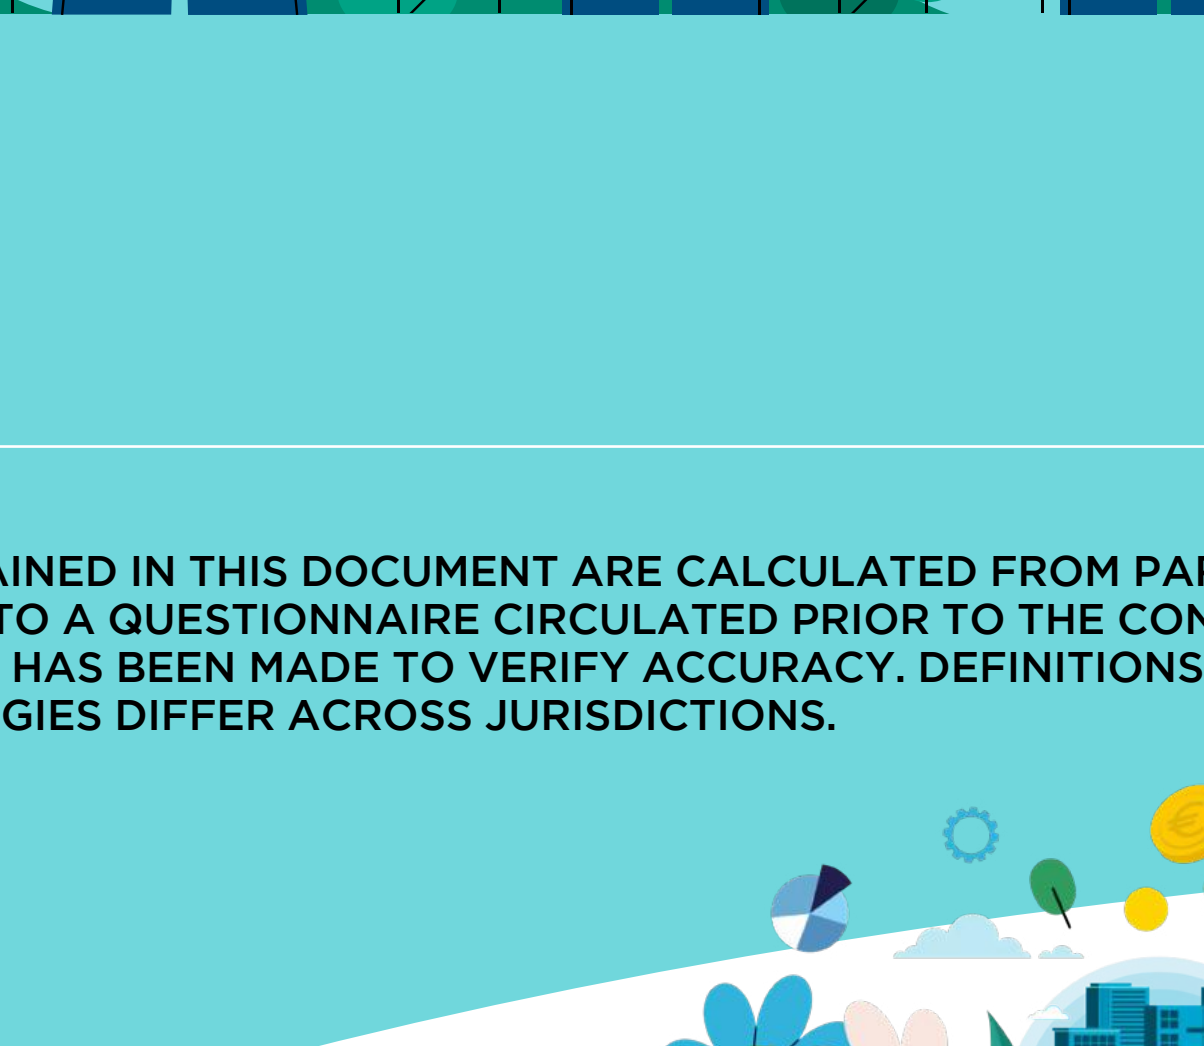 AINED IN THIS DOCUMENT ARE CALCULATED FROM PAR
TO A QUESTIONNAIRE CIRCULATED PRIOR TO THE CON
HAS BEEN MADE TO VERIFY ACCURACY. DEFINITIONS
GIES DIFFER ACROSS JURISDICTIONS.
€